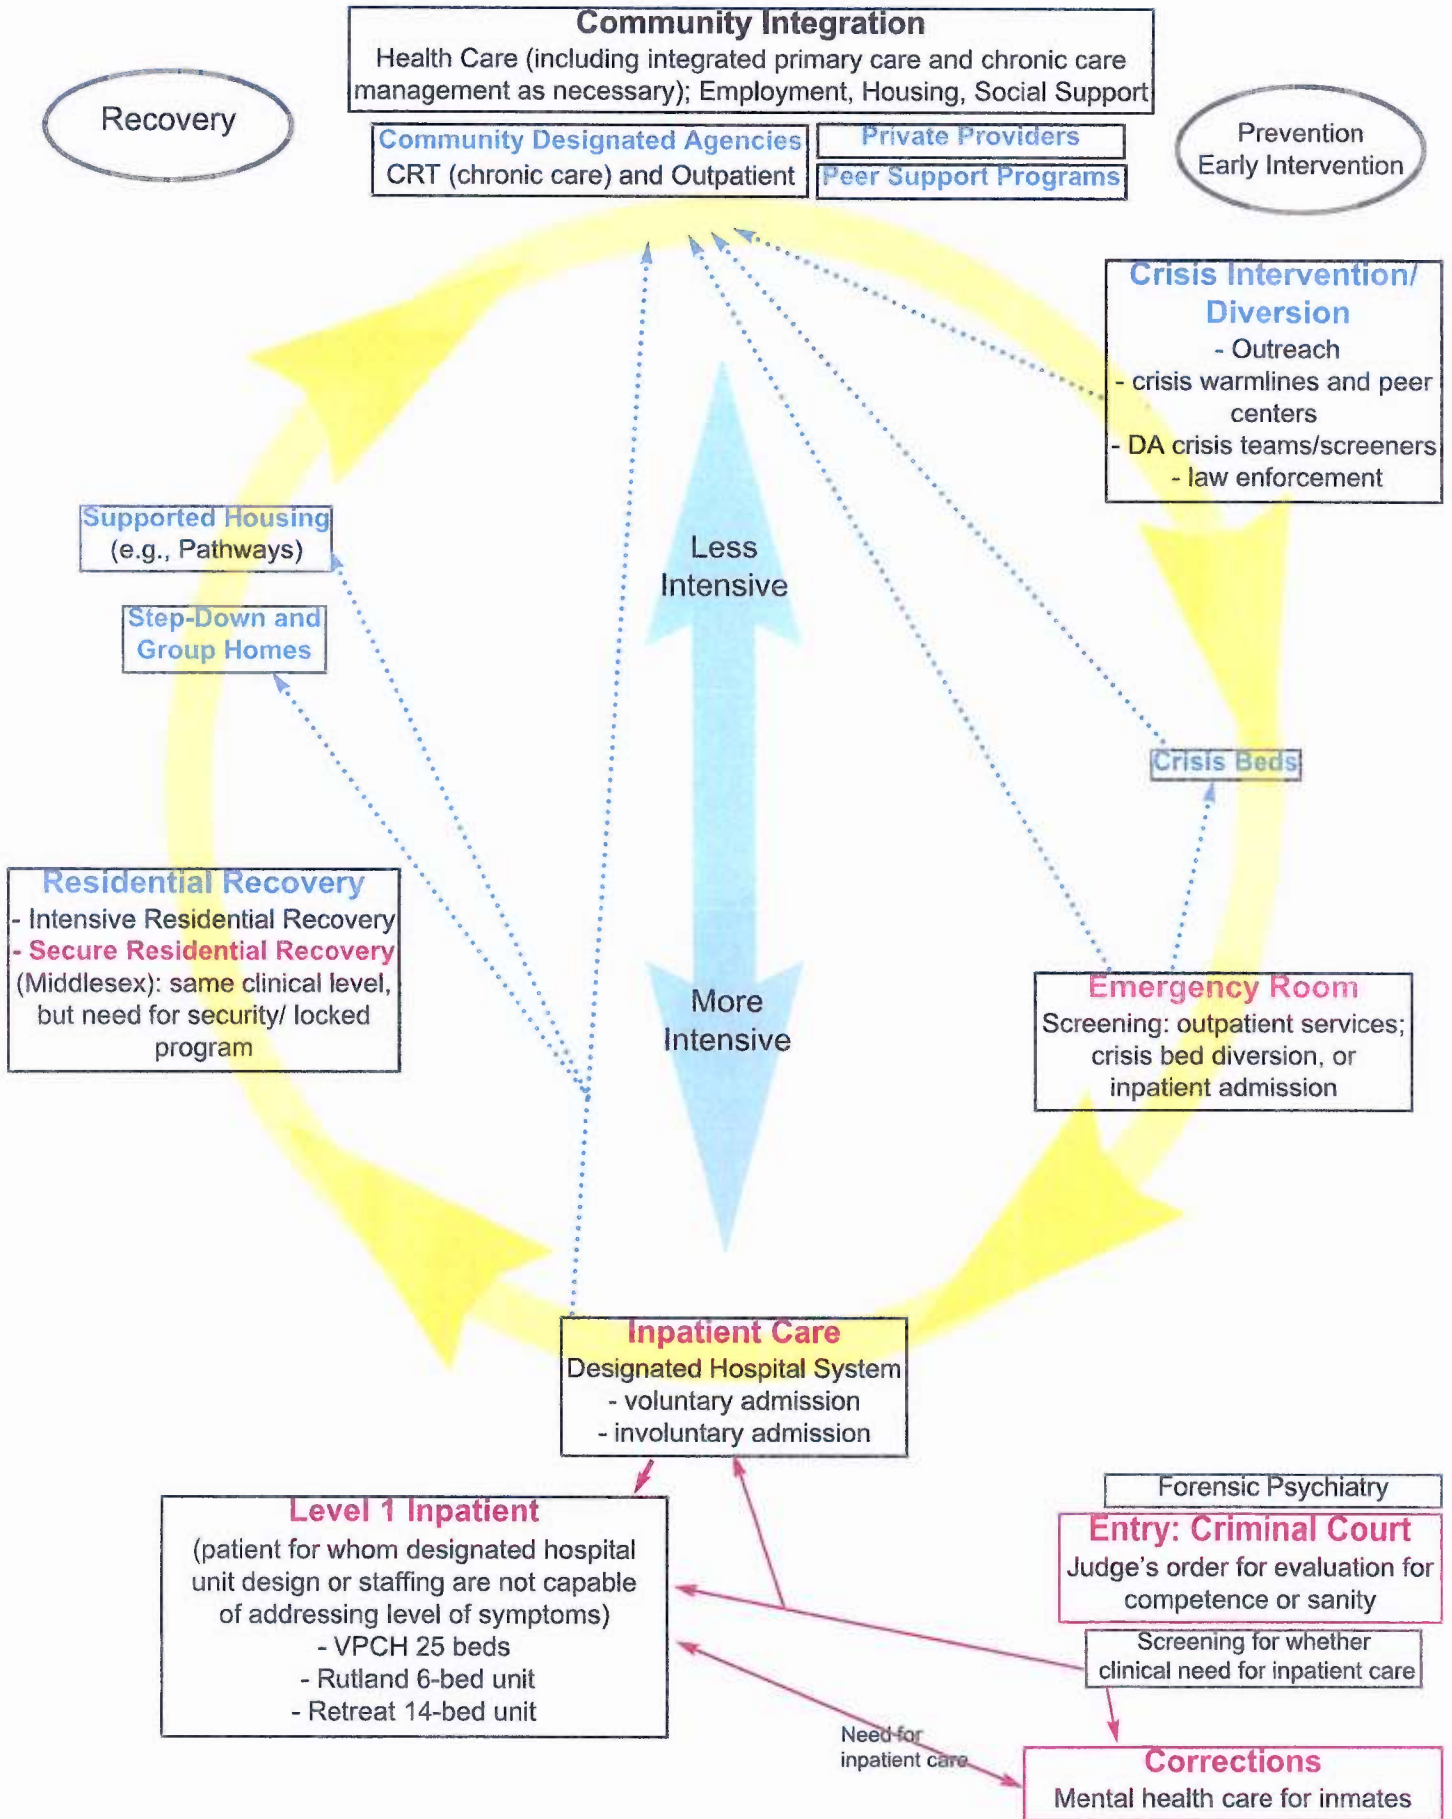 Community Integration
Health Care (including integrated primary care and chronic care
management as necessary); Employment, Housing, Social Support
Recovery
Community Designated Agencies
CRT (chronic care) and Outpatient
Private Providers
Peer Support Programs
Prevention
Early Intervention
Crisis Intervention/
Diversion
- Outreach
- crisis warmlines and peer
centers
- DA crisis teams/screeners
- law enforcement
Supported Housing
(e.g., Pathways)
Less
Intensive
Step-Down and
Group Homes
Crisis Beds
Residential Recovery
- Intensive Residential Recovery
- Secure Residential Recovery
(Middlesex): same clinical level,
but need for security/ locked
program
More
Intensive
Emergency Room
Screening: outpatient services;
crisis bed diversion, or
inpatient admission
Inpatient Care
Designated Hospital System
- voluntary admission
- involuntary admission
Level 1 Inpatient
(patient for whom designated hospital
unit design or staffing are not capable
of addressing level of symptoms)
- VPCH 25 beds
- Rutland 6-bed unit
- Retreat 14-bed unit
Forensic Psychiatry
Entry: Criminal Court
Judge's order for evaluation for
competence or sanity
Screening for whether
clinical need for inpatient care
Need for
inpatient care
Corrections
Mental health care for inmates